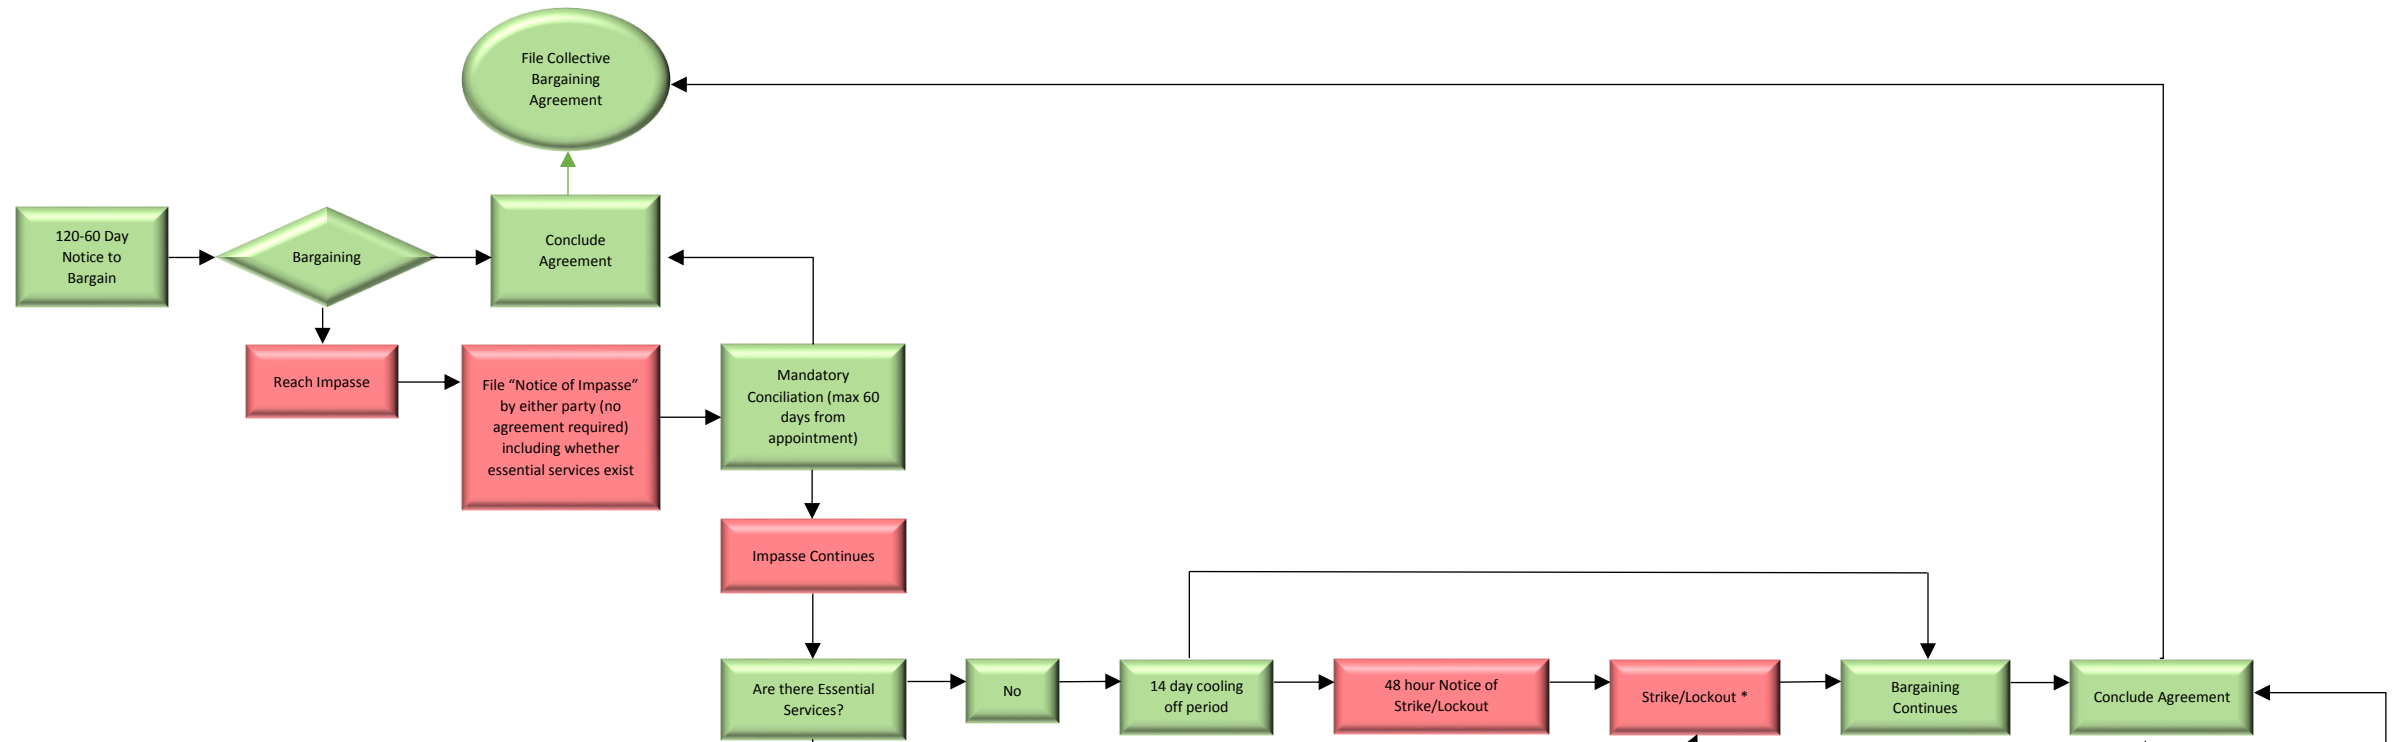 File Collective
Bargaining
Agreement
120-60 Day
Notice to
Bargain
Bargaining
Conclude
Agreement
Reach Impasse
File “Notice of Impasse”
by either party (no
agreement required)
including whether
essential services exist
Mandatory
Conciliation (max 60
days from
appointment)
Impasse Continues
Are there Essential
Services?
No
14 day cooling
off period
48 hour Notice of
Strike/Lockout
Strike/Lockout *
Bargaining
Continues
Conclude Agreement